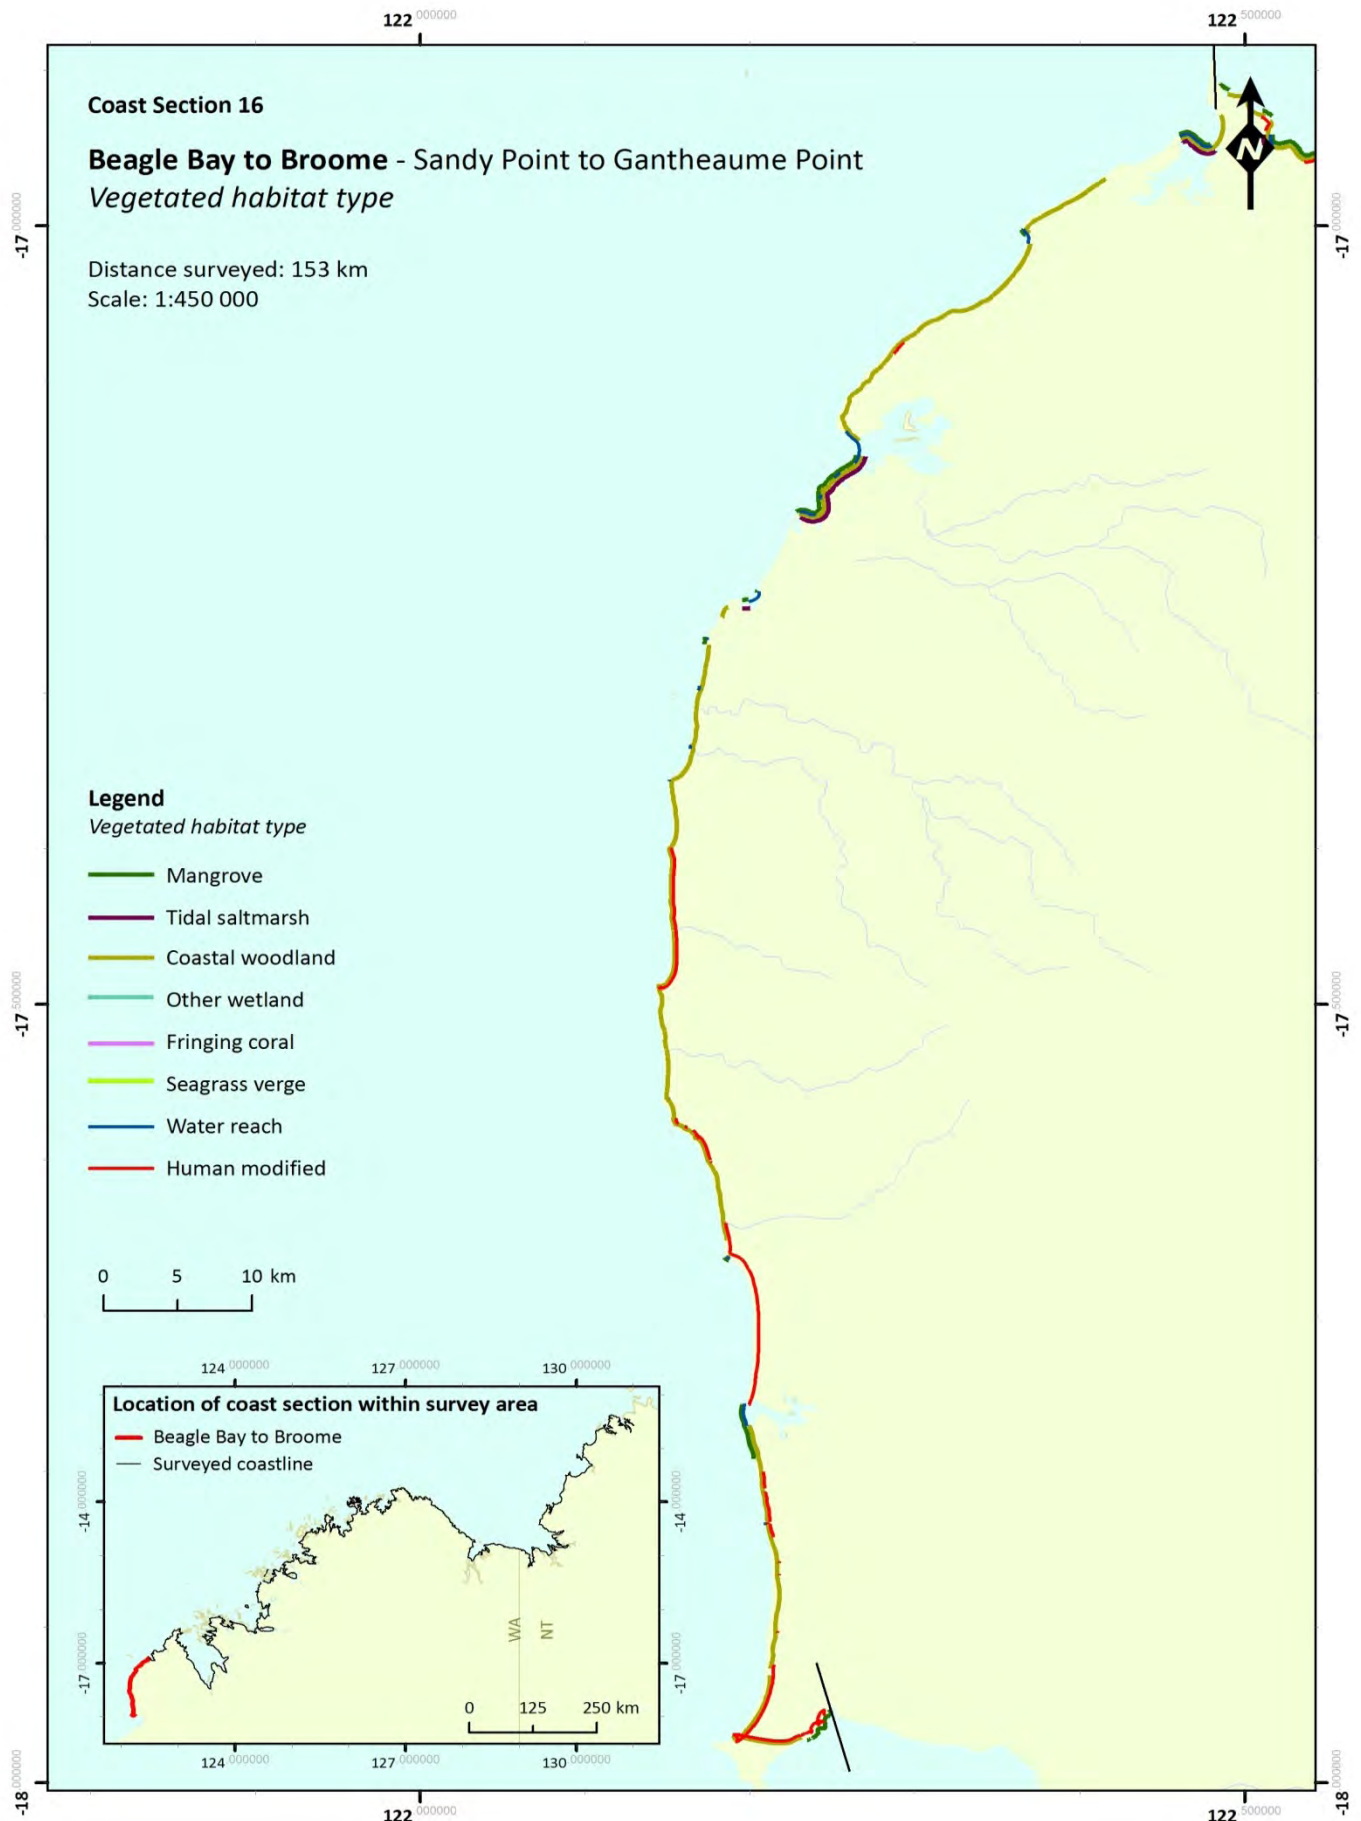 122.000000 122.500000
Coast Section 16
Beagle Bay to Broome - Sandy Point to Gantheaume Point
Vegetated habitat type
N
-17.000000 -17.000000
Distance surveyed: 153 km
Scale: 1:450 000
Legend
Vegetated habitat type
Mangrove
Tidal saltmarsh
Coastal woodland
Other wetland
Fringing coral
Seagrass verge
Water reach
Human modified
-17.500000 -17.500000
0 5 10 km
124.000000 127.000000 130.000000
Location of coast section within survey area
Beagle Bay to Broome
Surveyed coastline
-14.000000 -14.000000
WA NT
-17.000000 -17.000000
0 125 250 km
124.000000 127.000000 130.000000
-18.000000 -18.000000
122.000000 122.500000